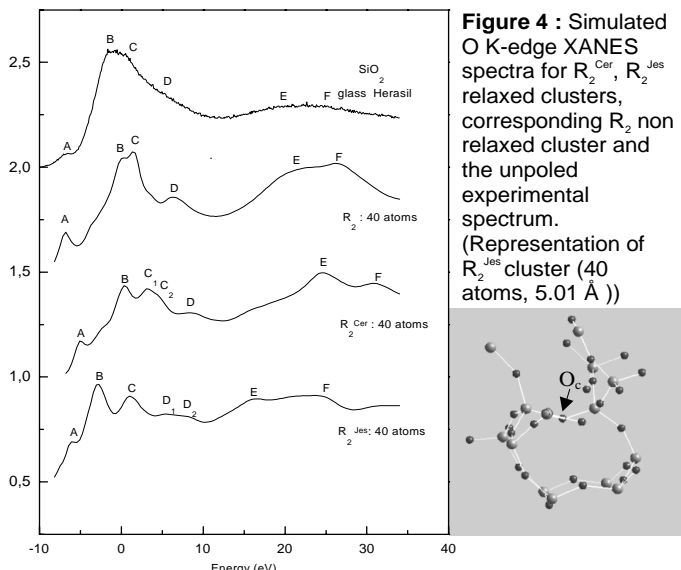 2,5
2,0
1,5
1,0
0,5
-10 0 10 20 30 40
Energy (eV)
A B C D E F
SiO2
glass Herasil
A B C D E F
R2 : 40 atoms
A B C1 C2 D E F
R2Cer : 40 atoms
A B C D1 D2 E F
R2Jes : 40 atoms
Figure 4 : Simulated
O K-edge XANES
spectra for R2Cer, R2Jes
relaxed clusters,
corresponding R2 non
relaxed cluster and
the unpoled
experimental
spectrum.
(Representation of
R2Jes cluster (40
atoms, 5.01 Å ))
Oc